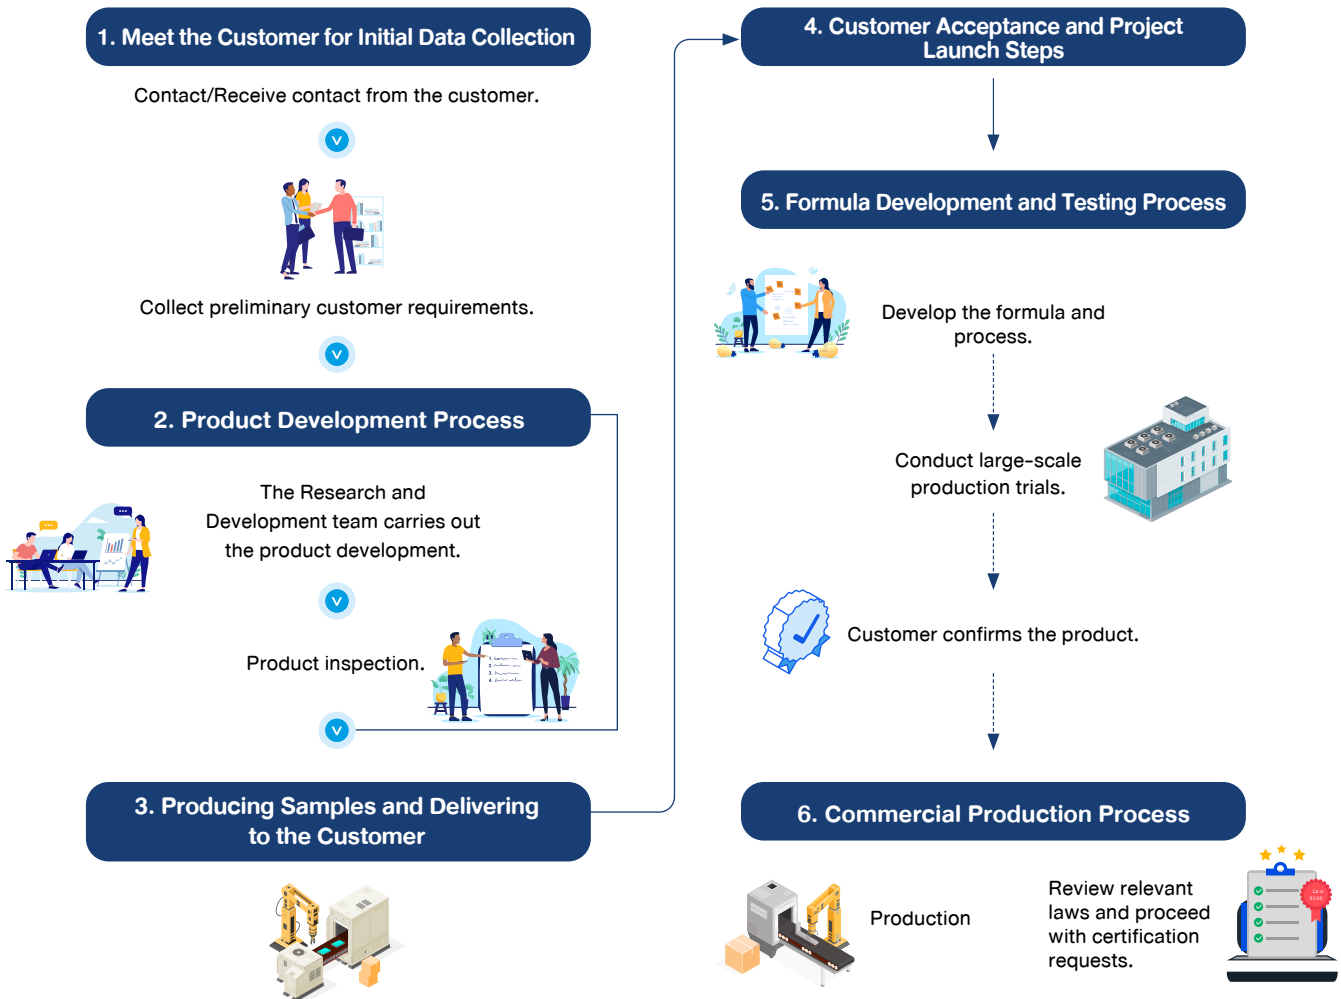 1. Meet the Customer for Initial Data Collection
Contact/Receive contact from the customer.
Collect preliminary customer requirements.
2. Product Development Process
The Research and
Development team carries out
the product development.
Product inspection.
3. Producing Samples and Delivering
to the Customer
4. Customer Acceptance and Project
Launch Steps
5. Formula Development and Testing Process
Develop the formula and
process.
Conduct large-scale
production trials.
Customer confirms the product.
6. Commercial Production Process
Production
Review relevant
laws and proceed
with certification
requests.